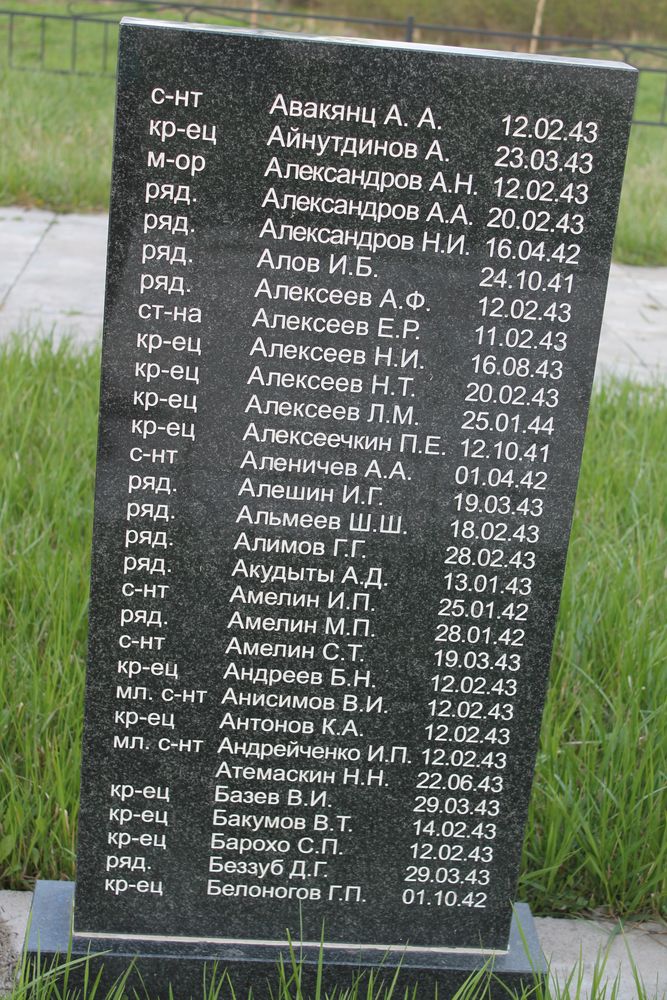 с-нт Авакянц А. А. 12.02.43
кр-ец Айнутдинов А. 23.03.43
м-ор Александров А.Н. 12.02.43
ряд. Александров А.А. 20.02.43
ряд. Александров Н.И. 16.04.42
ряд. Алов И.Б. 24.10.41
ряд. Алексеев А.Ф. 12.02.43
ст-на Алексеев Е.Р. 11.02.43
кр-ец Алексеев Н.И. 16.08.43
кр-ец Алексеев Н.Т. 20.02.43
кр-ец Алексеев Л.М. 25.01.44
кр-ец Алексеечкин П.Е. 12.10.41
с-нт Аленичев А.А. 01.04.42
ряд. Алешин И.Г. 19.03.43
ряд. Альмеев Ш.Ш. 18.02.43
ряд. Алимов Г.Г. 28.02.43
ряд. Акудыты А.Д. 13.01.43
с-нт Амелин И.П. 25.01.42
ряд. Амелин М.П. 28.01.42
с-нт Амелин С.Т. 19.03.43
кр-ец Андреев Б.Н. 12.02.43
мл. с-нт Анисимов В.И. 12.02.43
кр-ец Антонов К.А. 12.02.43
мл. с-нт Андрейченко И.П. 12.02.43
Атемаскин Н.Н. 22.06.43
кр-ец Базев В.И. 29.03.43
кр-ец Бакумов В.Т. 14.02.43
кр-ец Барохо С.П. 12.02.43
ряд. Беззуб Д.Г. 29.03.43
кр-ец Белоногов Г.П. 01.10.42